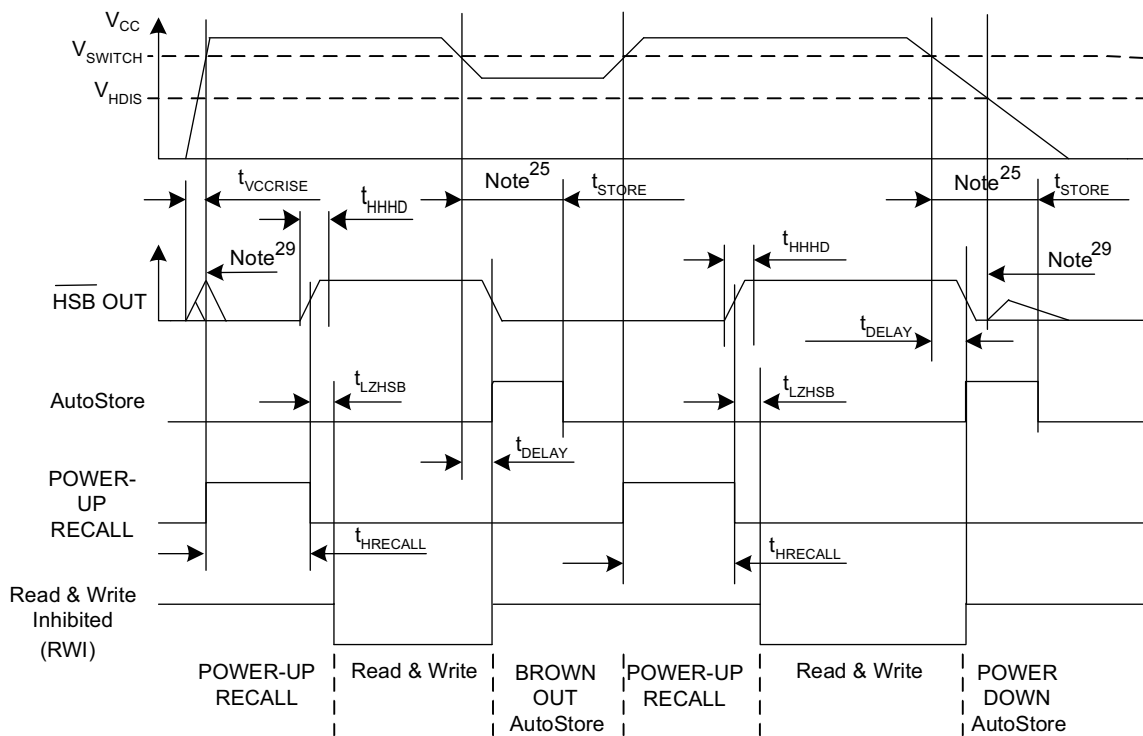 VCC
VSWITCH
VHDIS
tVCCRISE
tHHHD
Note25
tSTORE
Note25
tSTORE
Note29
tHHHD
Note29
HSB OUT
tDELAY
tLZHSB
tLZHSB
AutoStore
tDELAY
POWER-
UP
RECALL
tHRECALL
tHRECALL
Read & Write
Inhibited
(RWI)
POWER-UP
RECALL
Read & Write
BROWN
OUT
AutoStore
POWER-UP
RECALL
Read & Write
POWER
DOWN
AutoStore